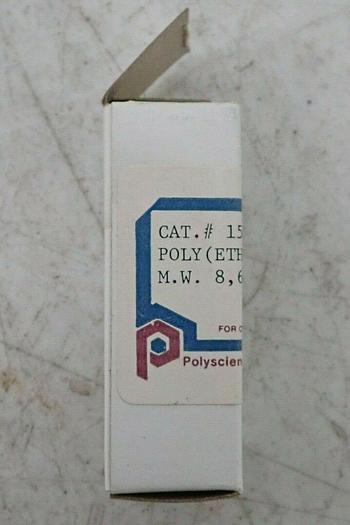 CAT.# 15
POLY(ETH
M.W. 8,6
FOR
Polyscien